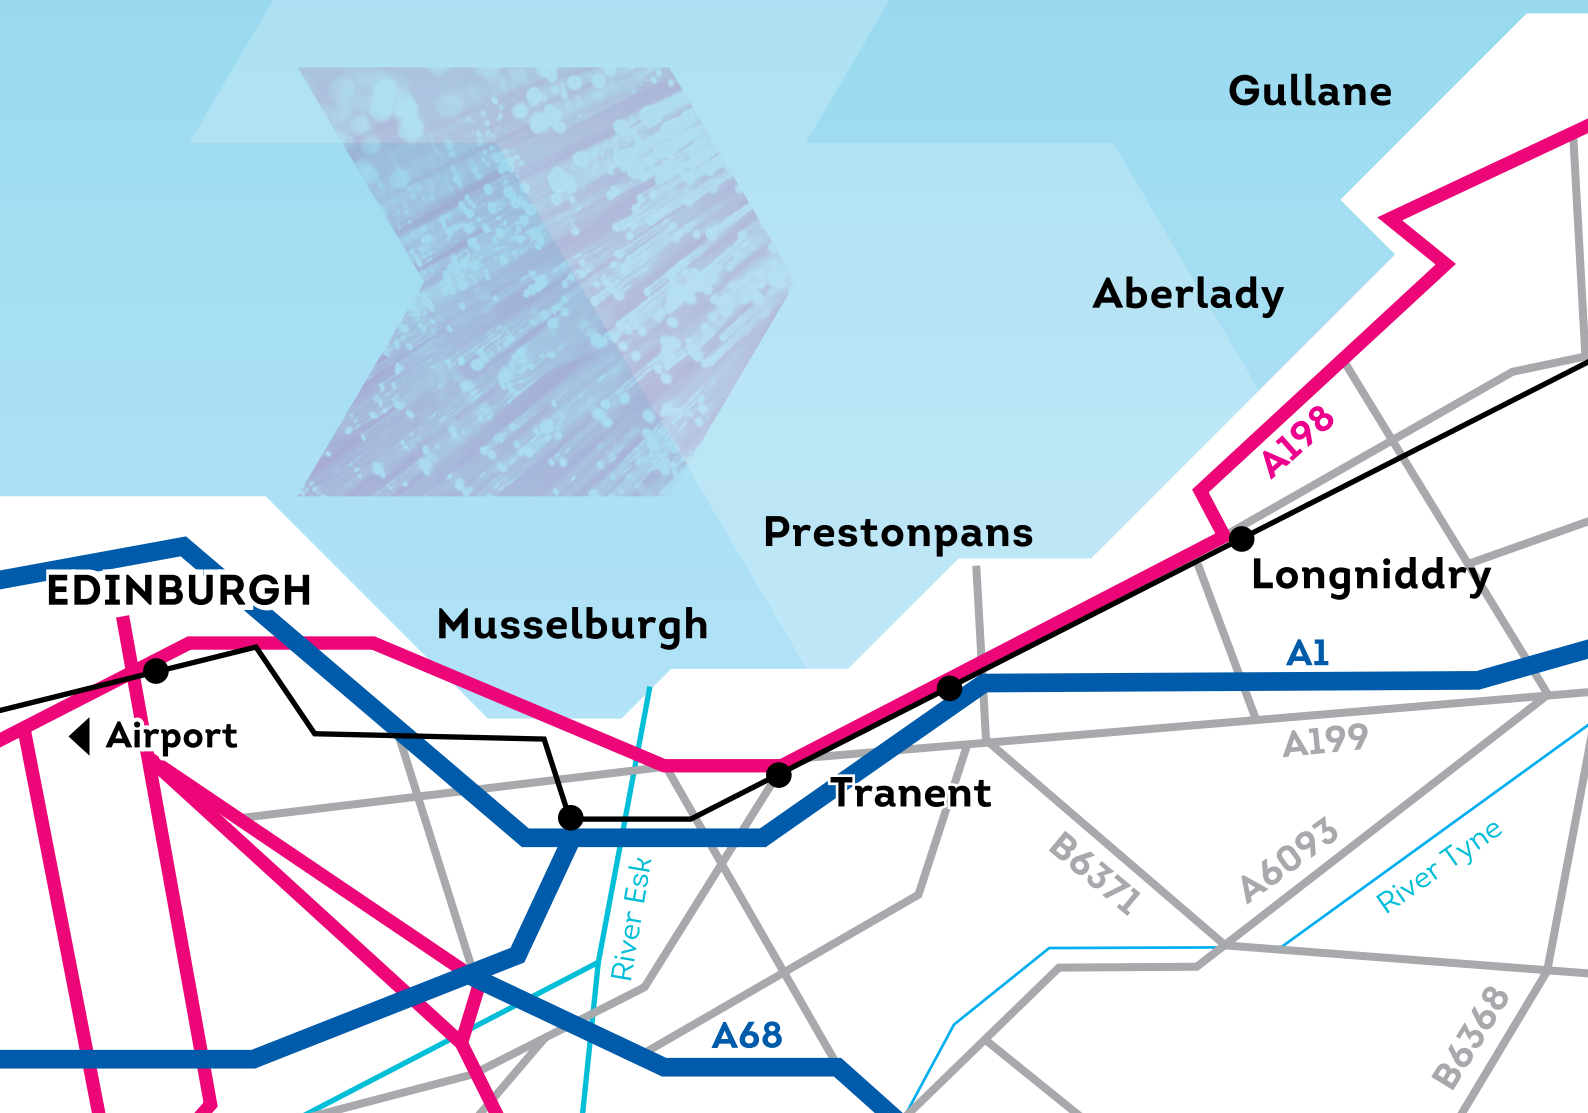 Gullane
Aberlady
A198
Prestonpans
Longniddry
EDINBURGH
Musselburgh
A1
Airport
A199
Tranent
B6371
A6093
River Tyne
River Esk
A68
B6368